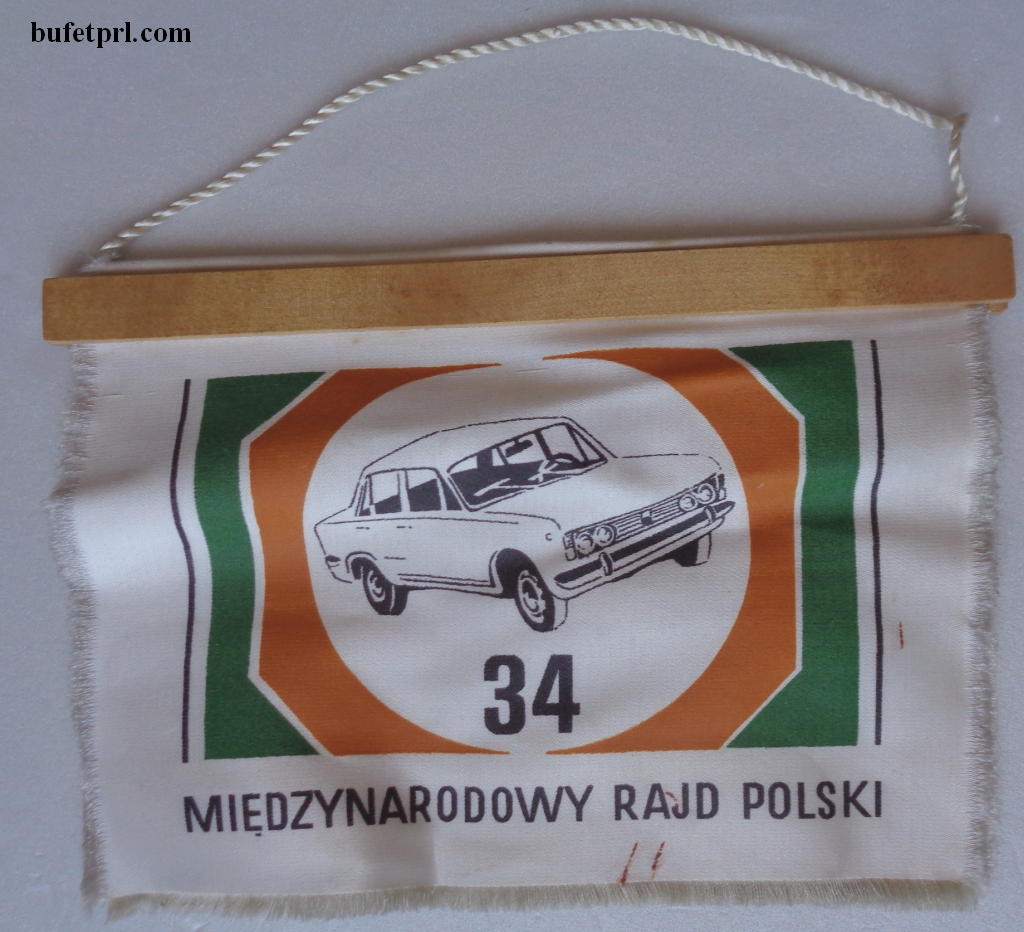 bufetprl.com
34
MIĘDZYNARODOWY RAJD POLSKI